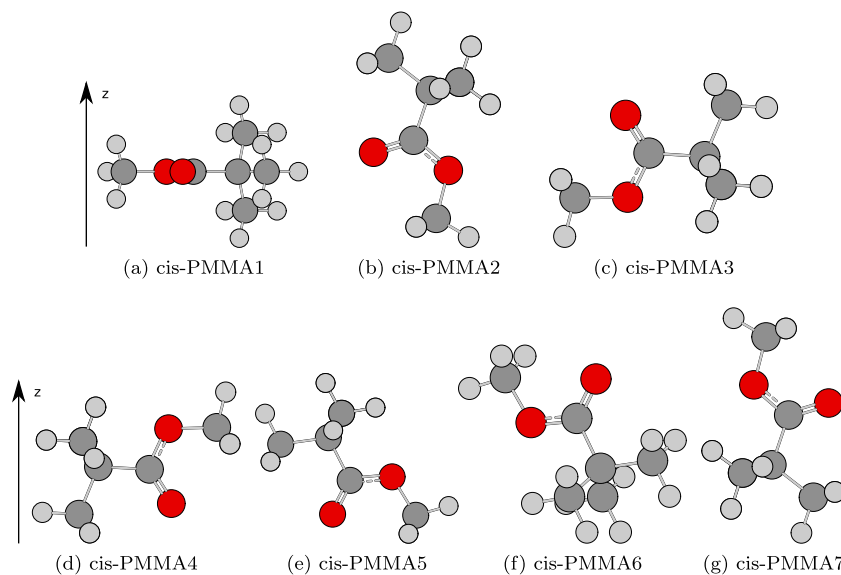 z
(a) cis-PMMA1
(b) cis-PMMA2
(c) cis-PMMA3
z
(d) cis-PMMA4
(e) cis-PMMA5
(f) cis-PMMA6
(g) cis-PMMA7